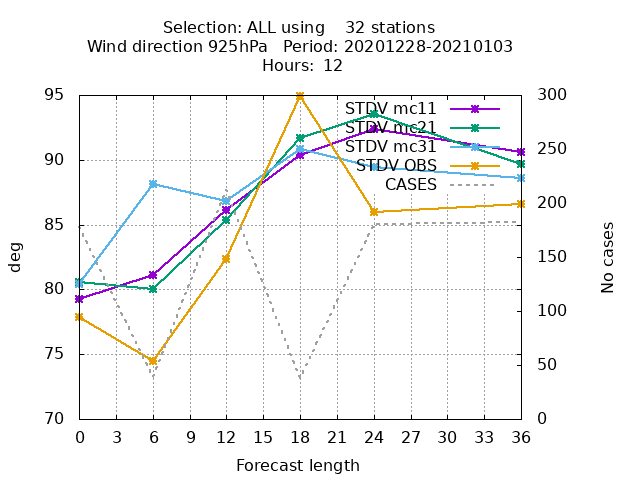 Selection: ALL using    32 stations
Wind direction 925hPa   Period: 20201228-20210103
Hours:  12
95
90
85
80
75
70
300
250
200
150
100
50
0
STDV mc11
STDV mc21
STDV mc31
STDV OBS
CASES
deg
No cases
0 3 6 9 12 15 18 21 24 27 30 33 36
Forecast length